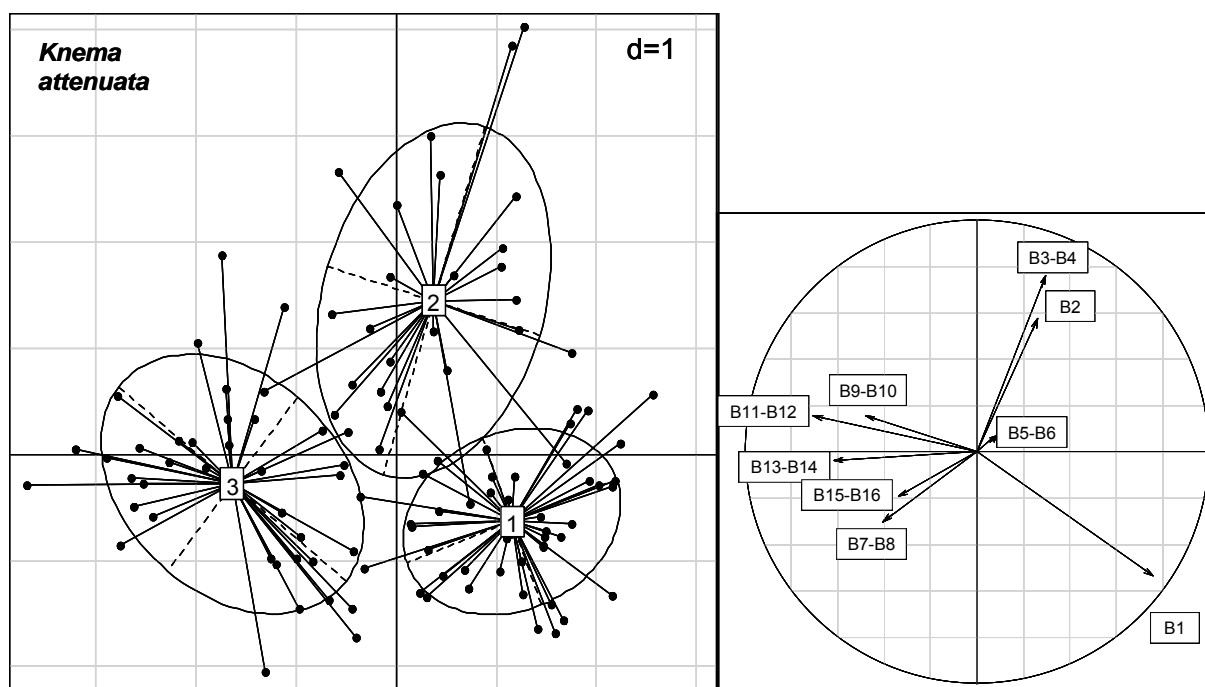 Knema
attenuata
d=1
2
3
1
B3-B4
B2
B9-B10
B11-B12
B5-B6
B13-B14
B15-B16
B7-B8
B1